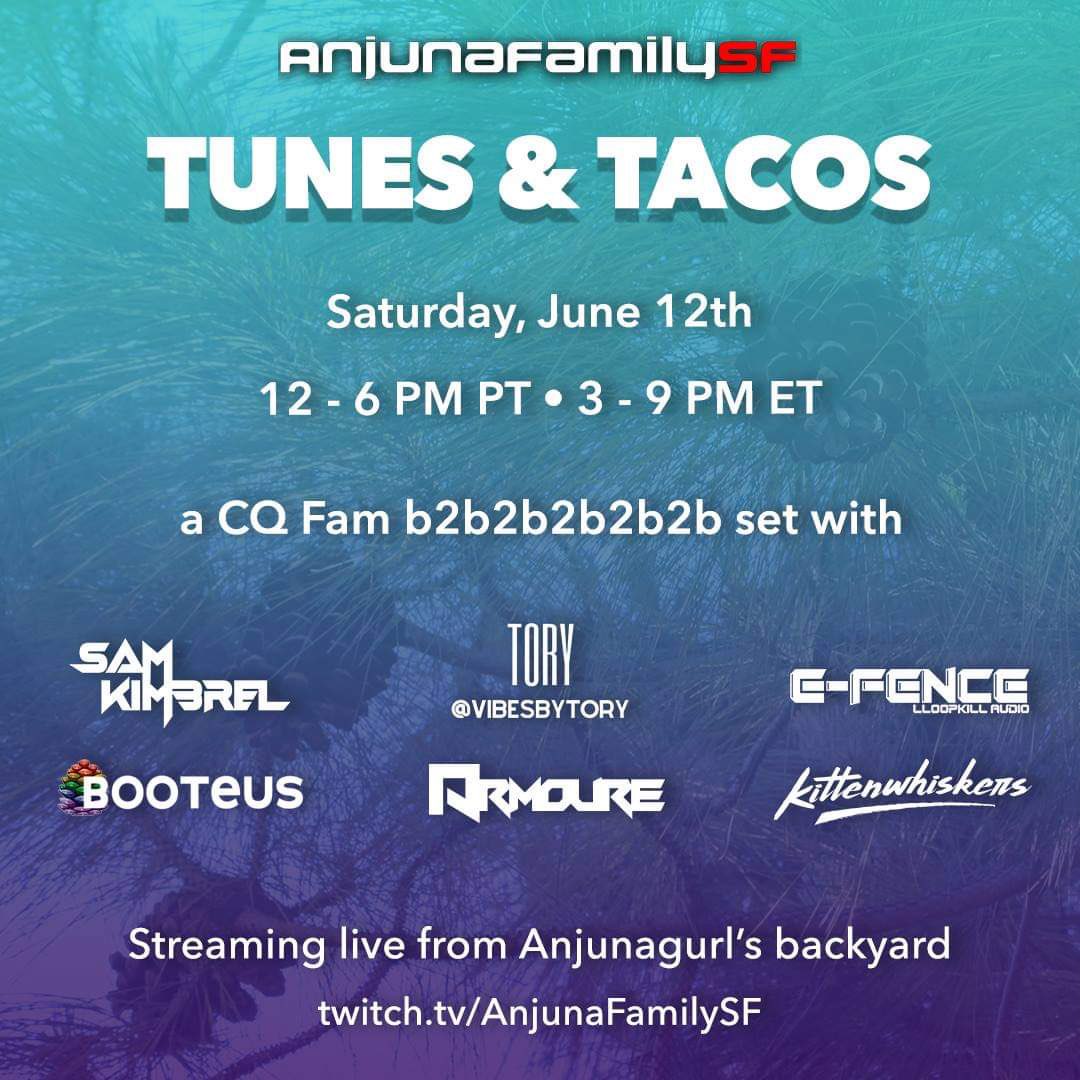 AnjunaFamilySF
TUNES & TACOS
Saturday, June 12th
12 - 6 PM PT • 3 - 9 PM ET
a CQ Fam b2b2b2b2b2b set with
SAM
KIMBREL
TORY
@VIBESBYTORY
E-FENCE
LLOOPKILL AUDIO
BOOTEUS
ARMOURE
kittenwhiskers
Streaming live from Anjunagurl's backyard
twitch.tv/AnjunaFamilySF